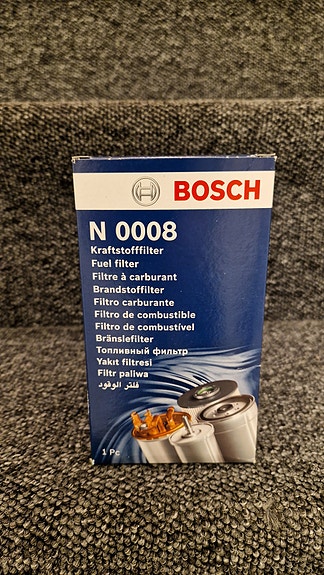 BOSCH
N 0008
Kraftstofffilter
Fuel filter
Filtre à carburant
Brandstoffilter
Filtro carburante
Filtro de combustible
Filtro de combustível
Bränslefilter
Топливный фильтр
Yakıt filtresi
Filtr paliwa
فلتر الوقود
1 Pc